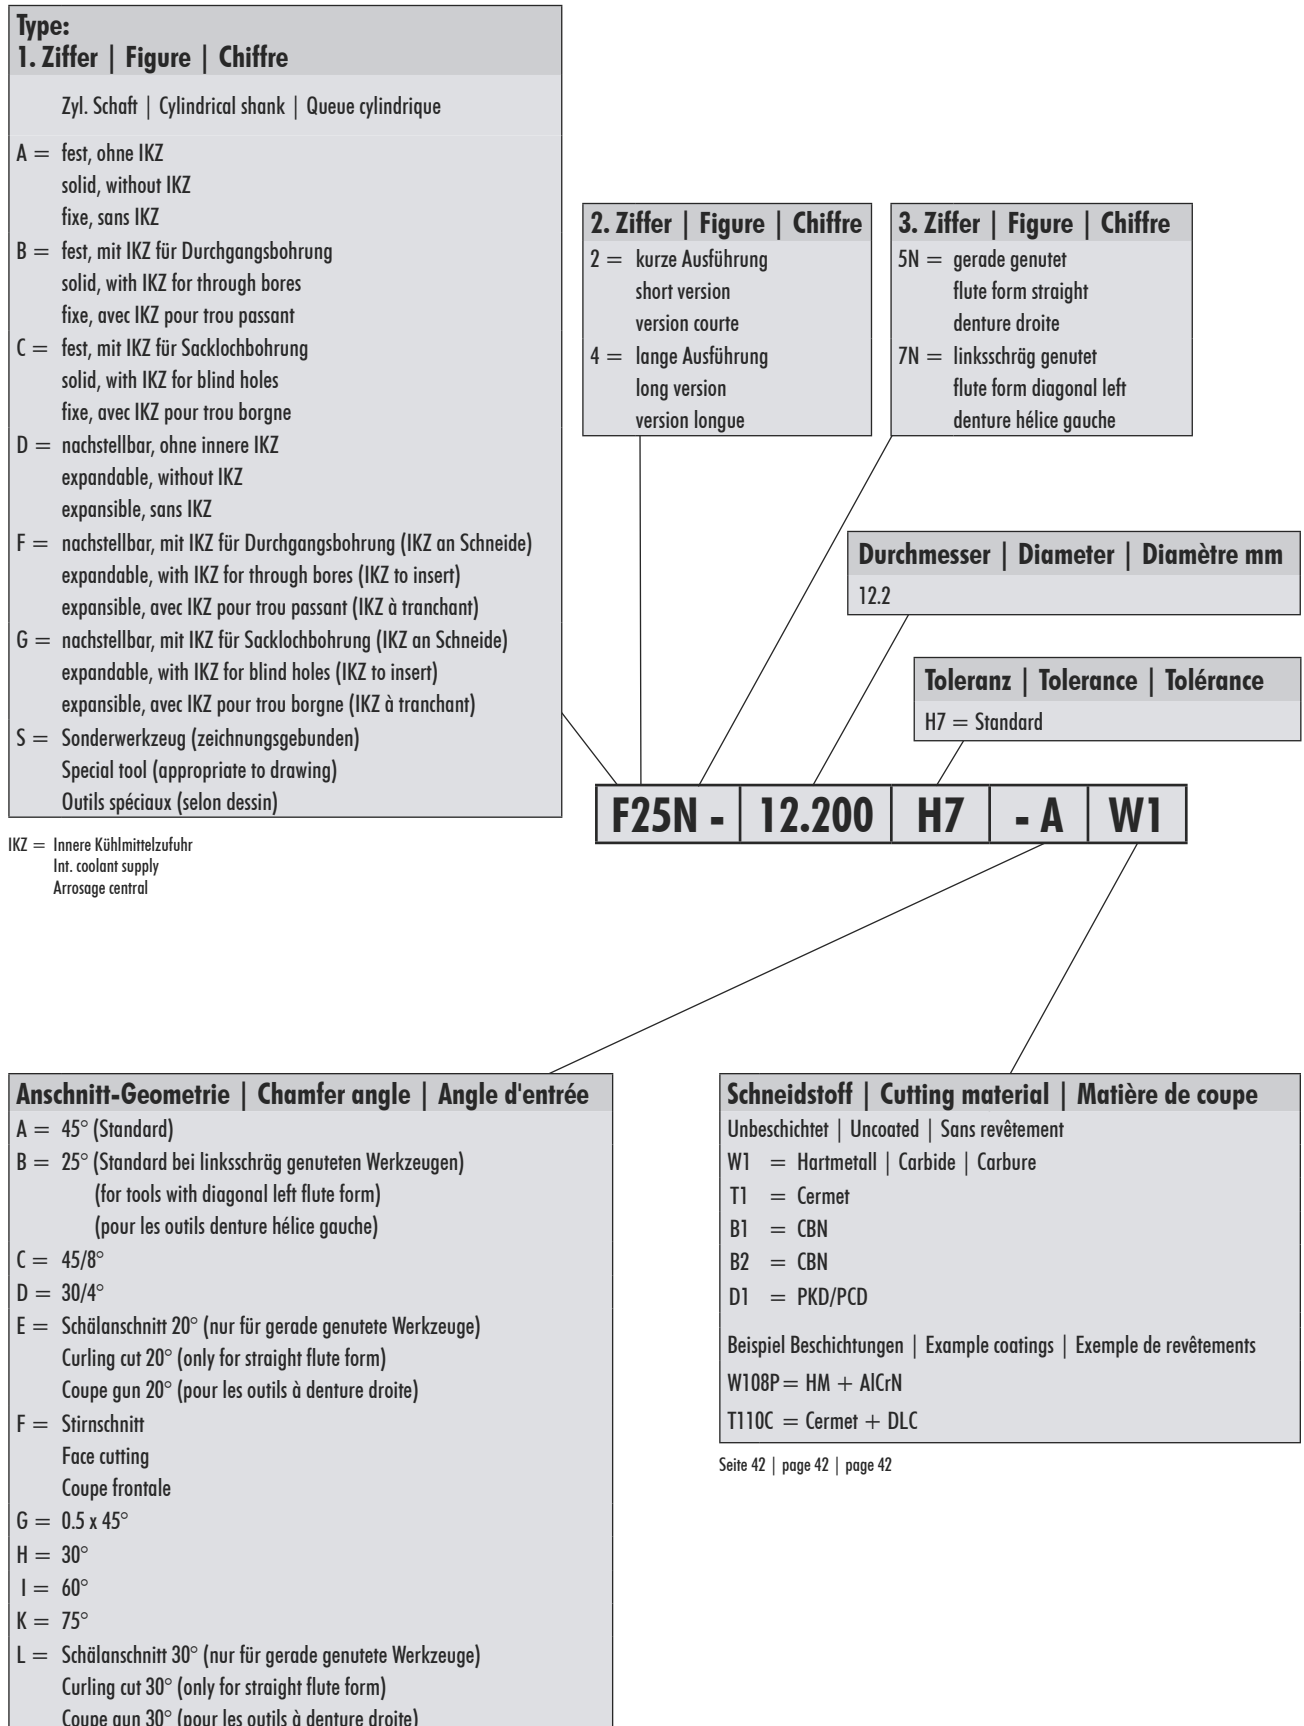 Type:
1. Ziffer | Figure | Chiffre
Zyl. Schaft | Cylindrical shank | Queue cylindrique
A = fest, ohne IKZ
solid, without IKZ
fixe, sans IKZ
B = fest, mit IKZ für Durchgangsbohrung
solid, with IKZ for through bores
fixe, avec IKZ pour trou passant
C = fest, mit IKZ für Sacklochbohrung
solid, with IKZ for blind holes
fixe, avec IKZ pour trou borgne
D = nachstellbar, ohne innere IKZ
expandable, without IKZ
expansible, sans IKZ
F = nachstellbar, mit IKZ für Durchgangsbohrung (IKZ an Schneide)
expandable, with IKZ for through bores (IKZ to insert)
expansible, avec IKZ pour trou passant (IKZ à tranchant)
G = nachstellbar, mit IKZ für Sacklochbohrung (IKZ an Schneide)
expandable, with IKZ for blind holes (IKZ to insert)
expansible, avec IKZ pour trou borgne (IKZ à tranchant)
S = Sonderwerkzeug (zeichnungsgebunden)
Special tool (appropriate to drawing)
Outils spéciaux (selon dessin)
IKZ = Innere Kühlmittelzufuhr
Int. coolant supply
Arrosage central
2. Ziffer | Figure | Chiffre
2 = kurze Ausführung
short version
version courte
4 = lange Ausführung
long version
version longue
3. Ziffer | Figure | Chiffre
5N = gerade genutet
flute form straight
denture droite
7N = linksschräg genutet
flute form diagonal left
denture hélice gauche
Durchmesser | Diameter | Diamètre mm
12.2
Toleranz | Tolerance | Tolérance
H7 = Standard
F25N - 12.200 H7 - A W1
Anschnitt-Geometrie | Chamfer angle | Angle d'entrée
A = 45° (Standard)
B = 25° (Standard bei linksschräg genuteten Werkzeugen)
(for tools with diagonal left flute form)
(pour les outils denture hélice gauche)
C = 45/8°
D = 30/4°
E = Schälanschnitt 20° (nur für gerade genutete Werkzeuge)
Curling cut 20° (only for straight flute form)
Coupe gun 20° (pour les outils à denture droite)
F = Stirnschnitt
Face cutting
Coupe frontale
G = 0.5 x 45°
H = 30°
I = 60°
K = 75°
L = Schälanschnitt 30° (nur für gerade genutete Werkzeuge)
Curling cut 30° (only for straight flute form)
Coupe gun 30° (pour les outils à denture droite)
Schneidstoff | Cutting material | Matière de coupe
Unbeschichtet | Uncoated | Sans revêtement
W1 = Hartmetall | Carbide | Carbure
T1 = Cermet
B1 = CBN
B2 = CBN
D1 = PKD/PCD
Beispiel Beschichtungen | Example coatings | Exemple de revêtements
W108P = HM + AlCrN
T110C = Cermet + DLC
Seite 42 | page 42 | page 42